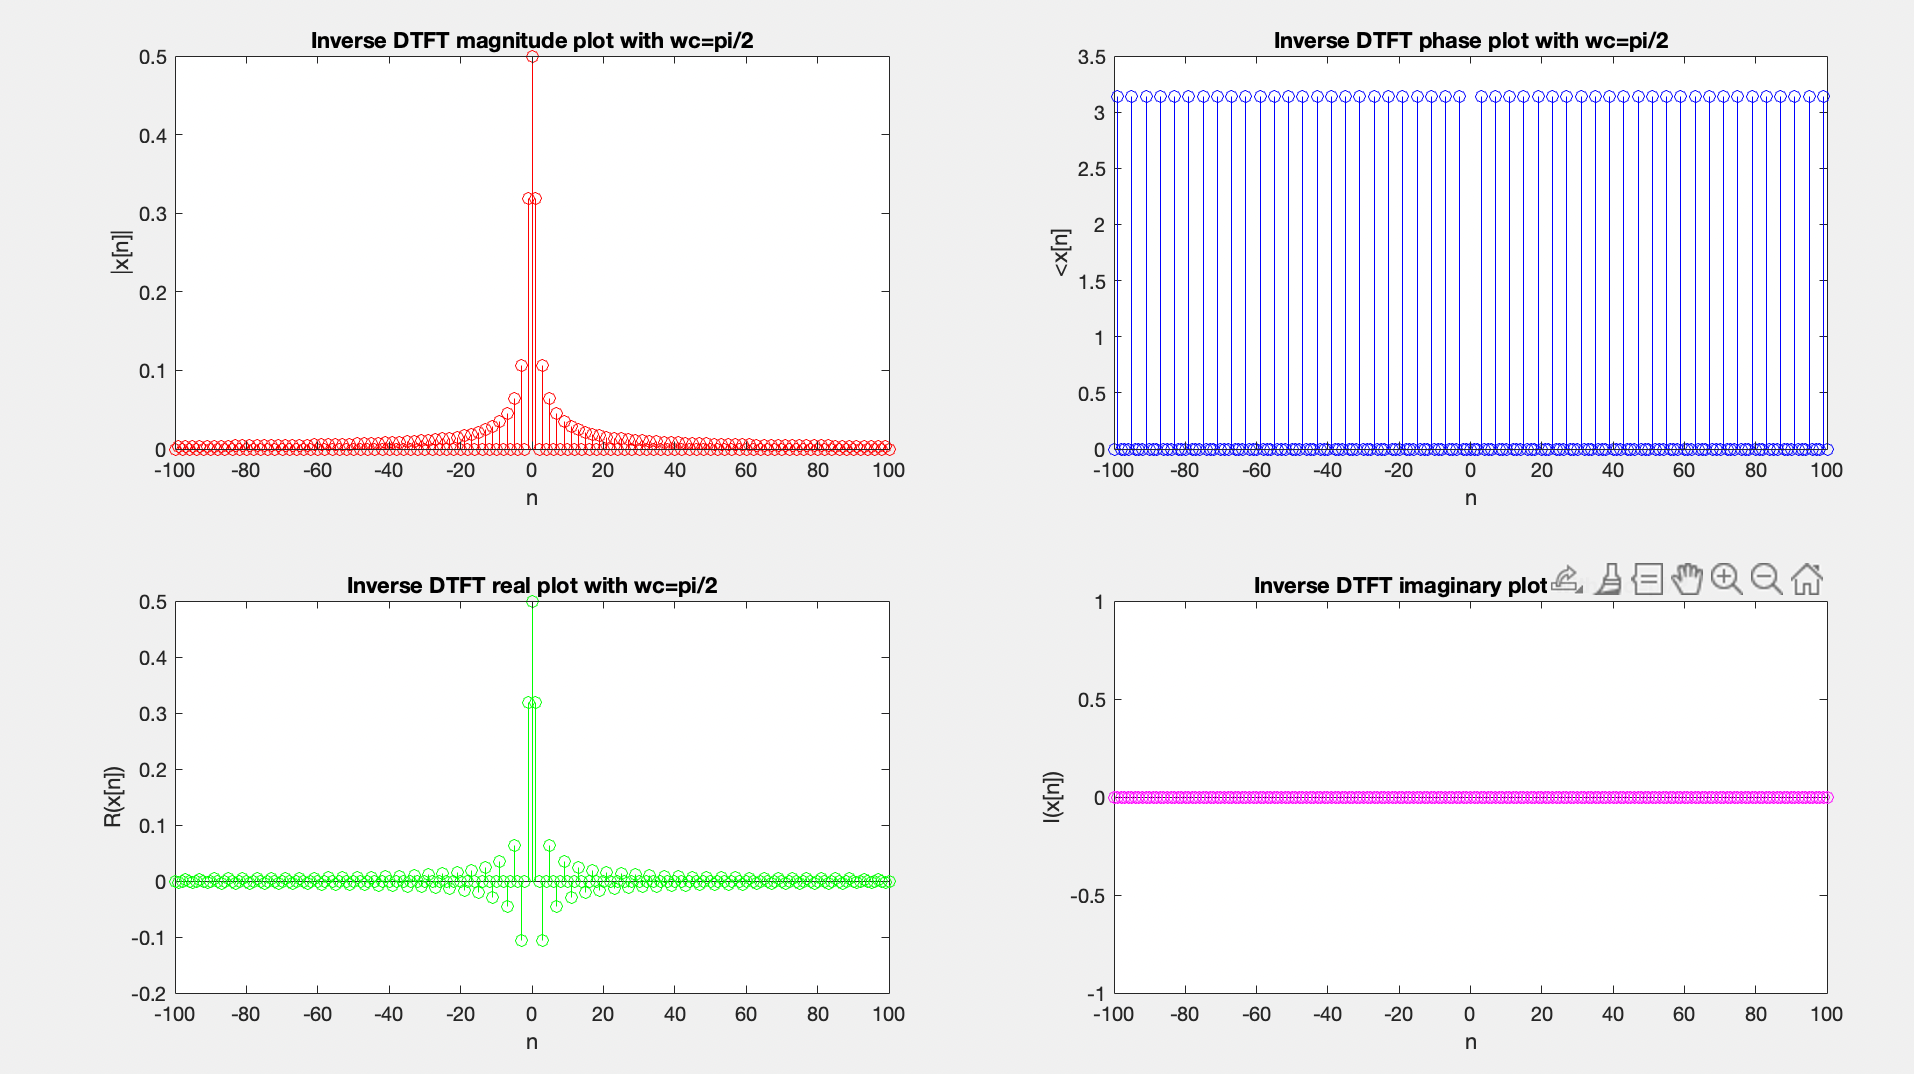 Inverse DTFT magnitude plot with wc=pi/2
0.5
0.4
0.3
0.2
0.1
0
|x[n]|
-100 -80 -60 -40 -20 0 20 40 60 80 100
n
Inverse DTFT phase plot with wc=pi/2
3.5
3
2.5
2
1.5
1
0.5
0
<x[n]
-100 -80 -60 -40 -20 0 20 40 60 80 100
n
Inverse DTFT real plot with wc=pi/2
0.5
0.4
0.3
0.2
0.1
0
-0.1
-0.2
R(x[n])
-100 -80 -60 -40 -20 0 20 40 60 80 100
n
Inverse DTFT imaginary plot
1
0.5
0
-0.5
-1
I(x[n])
-100 -80 -60 -40 -20 0 20 40 60 80 100
n